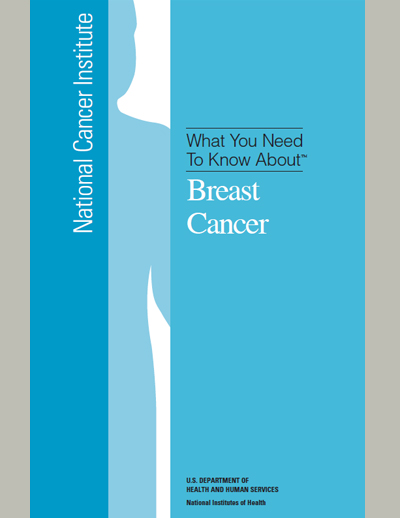 National Cancer Institute
What You Need
To Know About™
Breast
Cancer
U.S. DEPARTMENT OF
HEALTH AND HUMAN SERVICES
National Institutes of Health